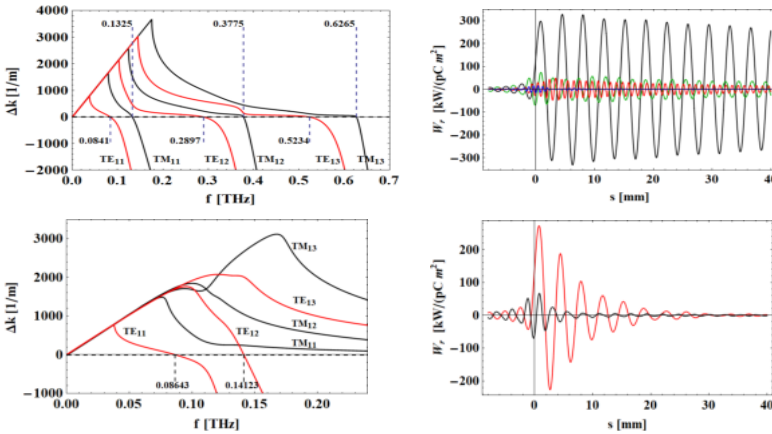 4000
3000
2000
1000
0
−1000
−2000
Δk [1/m]
0.1325
0.3775
0.6265
0.0841
0.2897
0.5234
TE11
TM11
TE12
TM12
TE13
TM13
0.0 0.1 0.2 0.3 0.4 0.5 0.6 0.7
f [THz]
300
200
100
0
−100
−200
−300
Wr [kW/(pC m²)]
0 10 20 30 40
s [mm]
3000
2000
1000
0
−1000
Δk [1/m]
TM13
TE13
TE11
TE12
TM12
TM11
0.08643
0.14123
0.00 0.05 0.10 0.15 0.20
f [THz]
200
100
0
−100
−200
Wr [kW/(pC m²)]
0 10 20 30 40
s [mm]